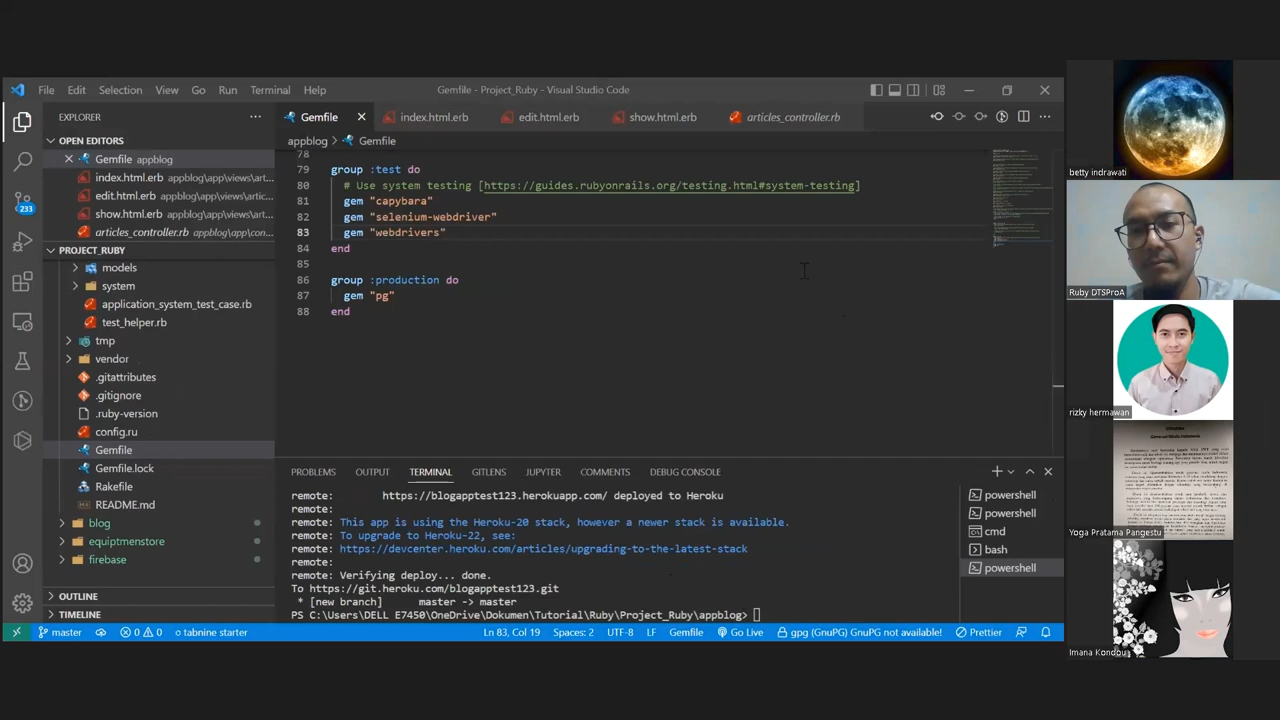 File Edit Selection View Go Run Terminal Help
Gemfile - Project_Ruby - Visual Studio Code
EXPLORER
OPEN EDITORS
Gemfile appblog
index.html.erb appblog\app\views\art...
edit.html.erb appblog\app\views\artic...
show.html.erb appblog\app\views\art...
articles_controller.rb appblog\app\con...
PROJECT_RUBY
models
system
application_system_test_case.rb
test_helper.rb
tmp
vendor
.gitattributes
.gitignore
.ruby-version
config.ru
Gemfile
Gemfile.lock
Rakefile
README.md
blog
equiptmenstore
firebase
OUTLINE
TIMELINE
233
Gemfile
index.html.erb
edit.html.erb
show.html.erb
articles_controller.rb
appblog > Gemfile
78
79 group :test do
80 # Use system testing [https://guides.rubyonrails.org/testing.html#system-testing]
81 gem "capybara"
82 gem "selenium-webdriver"
83 gem "webdrivers"
84 end
85
86 group :production do
87 gem "pg"
88 end
PROBLEMS OUTPUT TERMINAL GITLENS JUPYTER COMMENTS DEBUG CONSOLE
remote: https://blogapptest123.herokuapp.com/ deployed to Heroku
remote:
remote: This app is using the Heroku-20 stack, however a newer stack is available.
remote: To upgrade to Heroku-22, see:
remote: https://devcenter.heroku.com/articles/upgrading-to-the-latest-stack
remote:
remote: Verifying deploy... done.
To https://git.heroku.com/blogapptest123.git
* [new branch] master -> master
PS C:\Users\DELL E7450\OneDrive\Dokumen\Tutorial\Ruby\Project_Ruby\appblog>
powershell
powershell
cmd
bash
powershell
master 0 0 tabnine starter
Ln 83, Col 19 Spaces: 2 UTF-8 LF Gemfile Go Live gpg (GnuPG) GnuPG not available! Prettier
betty indrawati
Ruby DTSProA
rizky hermawan
Yoga Pratama Pangestu
Imana Kondou